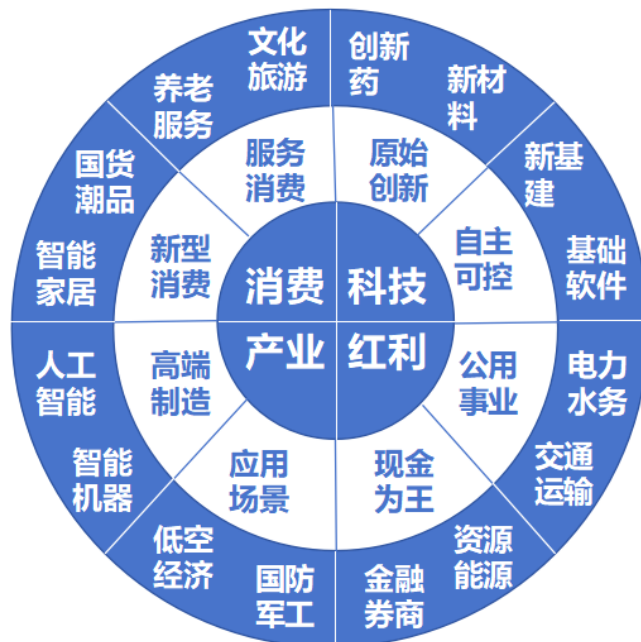 文化
旅游
创新
药
养老
服务
新材
料
国货
潮品
服务
消费
原始
创新
新基
建
智能
家居
新型
消费
自主
可控
基础
软件
消费
科技
产业
红利
人工
智能
高端
制造
公用
事业
电力
水务
智能
机器
应用
场景
现金
为王
交通
运输
低空
经济
国防
军工
金融
券商
资源
能源